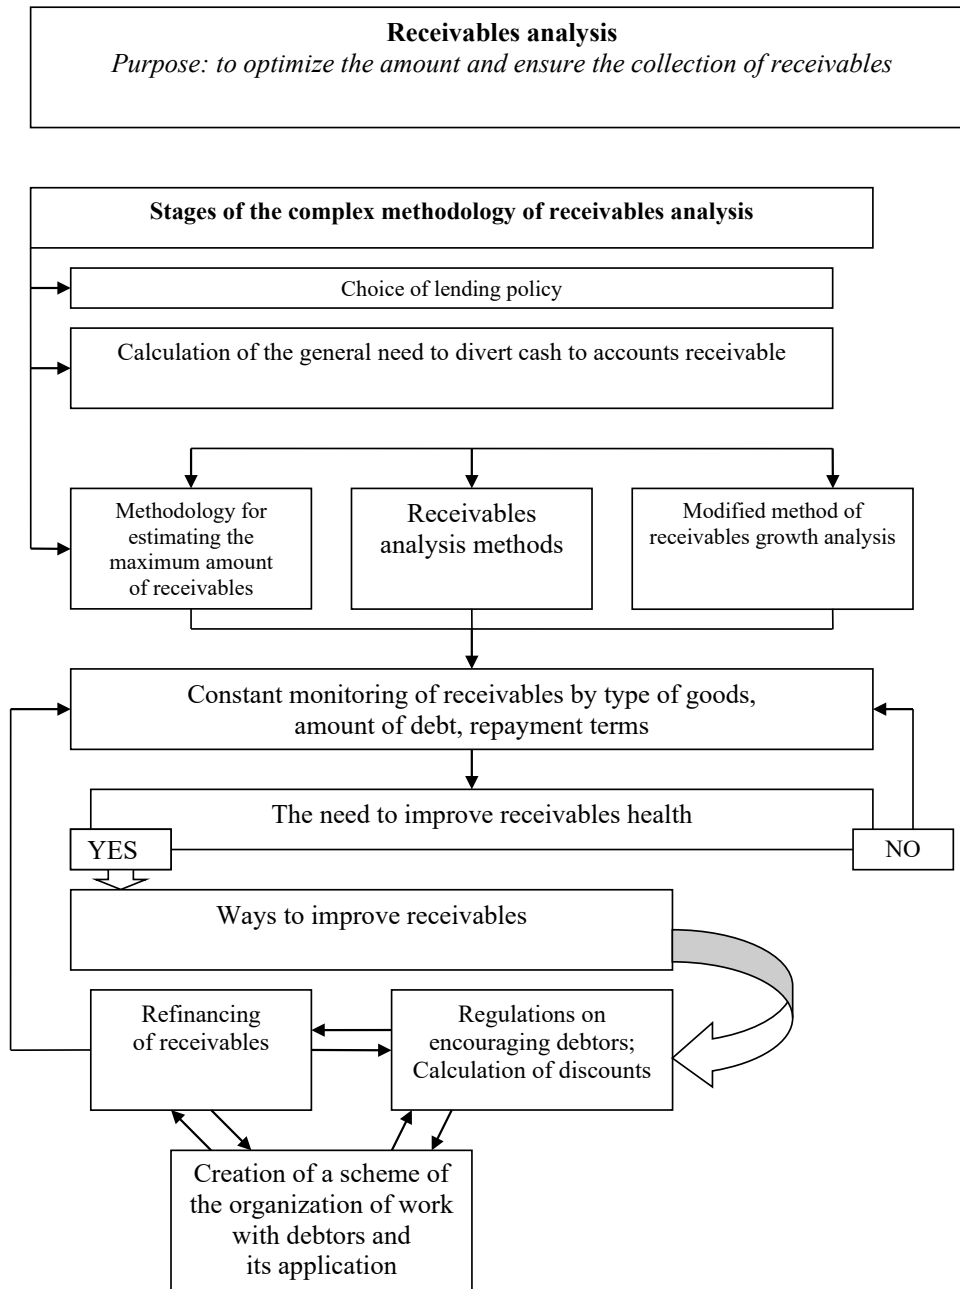 Receivables analysis
Purpose: to optimize the amount and ensure the collection of receivables
Stages of the complex methodology of receivables analysis
Choice of lending policy
Calculation of the general need to divert cash to accounts receivable
Methodology for
estimating the
maximum amount
of receivables
Receivables
analysis methods
Modified method of
receivables growth analysis
Constant monitoring of receivables by type of goods,
amount of debt, repayment terms
The need to improve receivables health
YES
NO
Ways to improve receivables
Refinancing
of receivables
Regulations on
encouraging debtors;
Calculation of discounts
Creation of a scheme of
the organization of work
with debtors and
its application